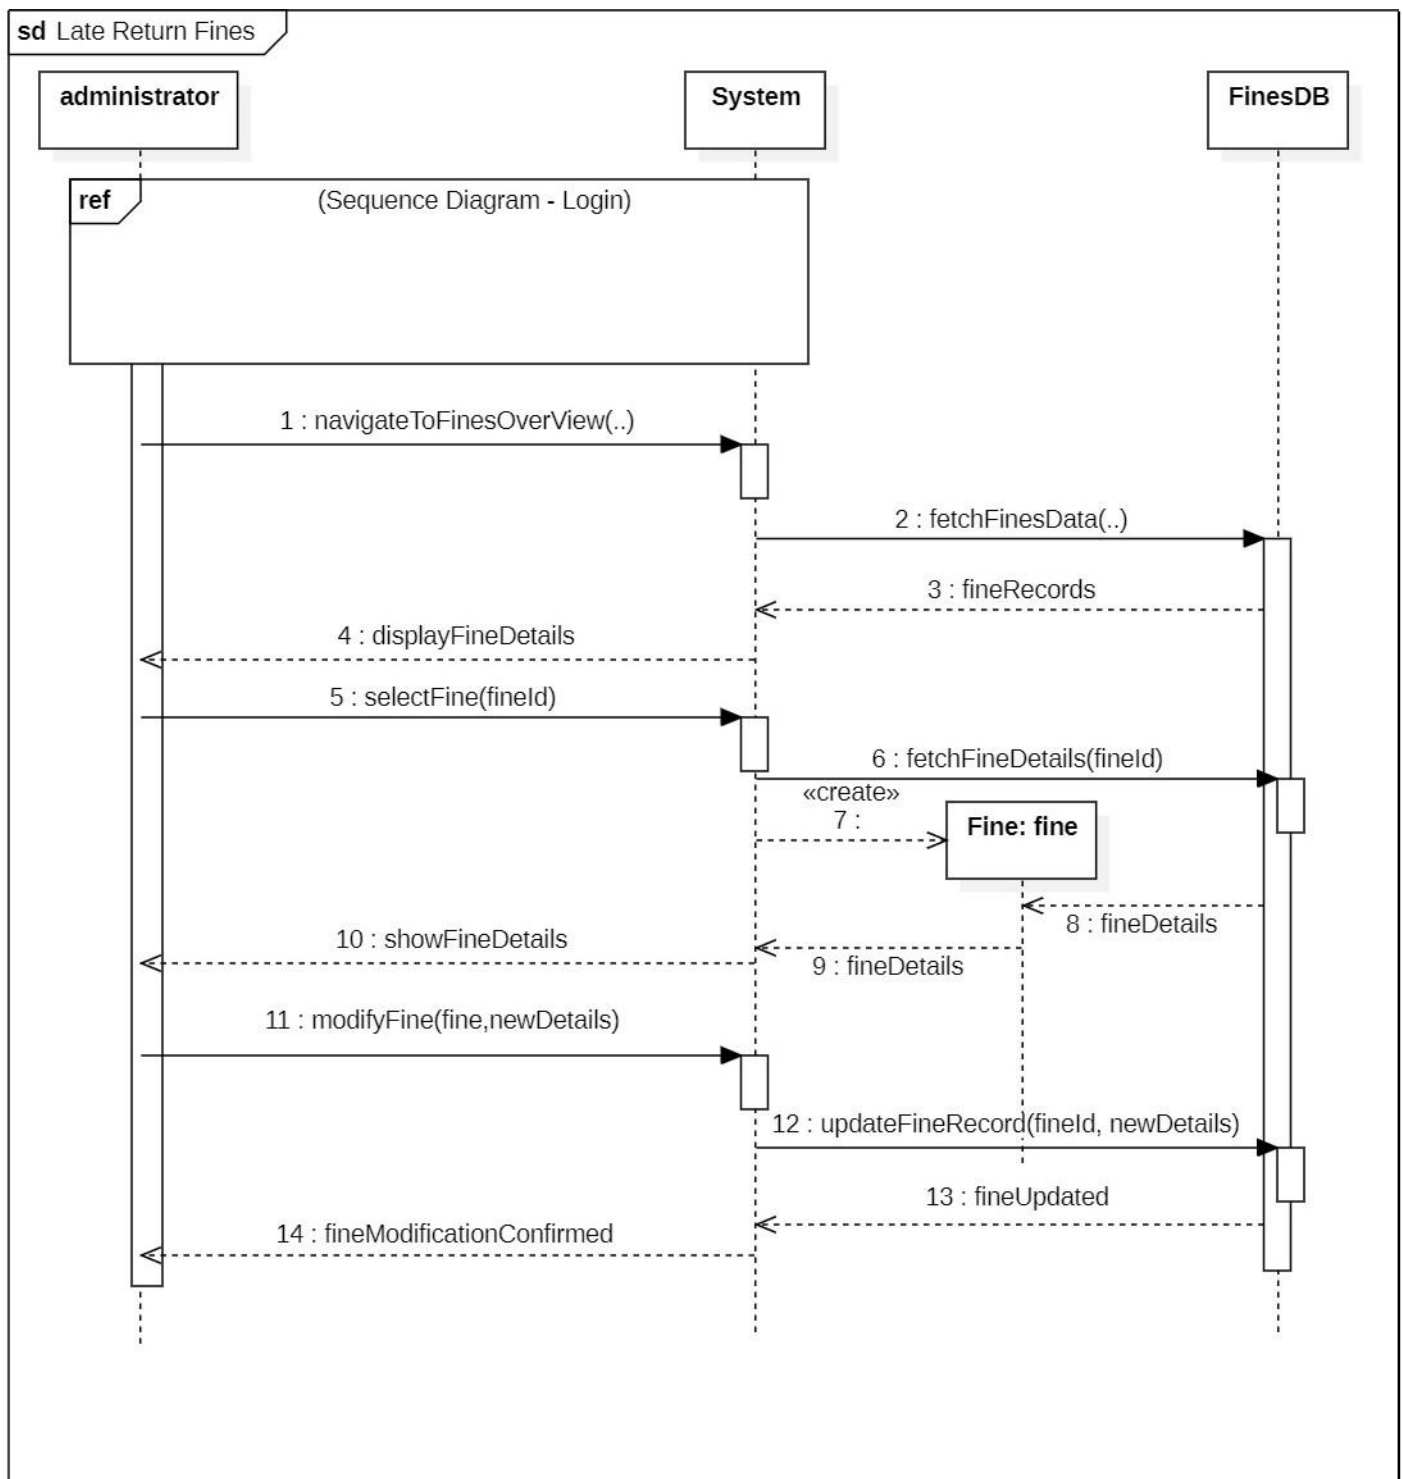 sd Late Return Fines
administrator
System
FinesDB
ref
(Sequence Diagram - Login)
1 : navigateToFinesOverView(..)
2 : fetchFinesData(..)
3 : fineRecords
4 : displayFineDetails
5 : selectFine(fineId)
6 : fetchFineDetails(fineId)
«create»
7 :
Fine: fine
8 : fineDetails
10 : showFineDetails
9 : fineDetails
11 : modifyFine(fine,newDetails)
12 : updateFineRecord(fineId, newDetails)
13 : fineUpdated
14 : fineModificationConfirmed